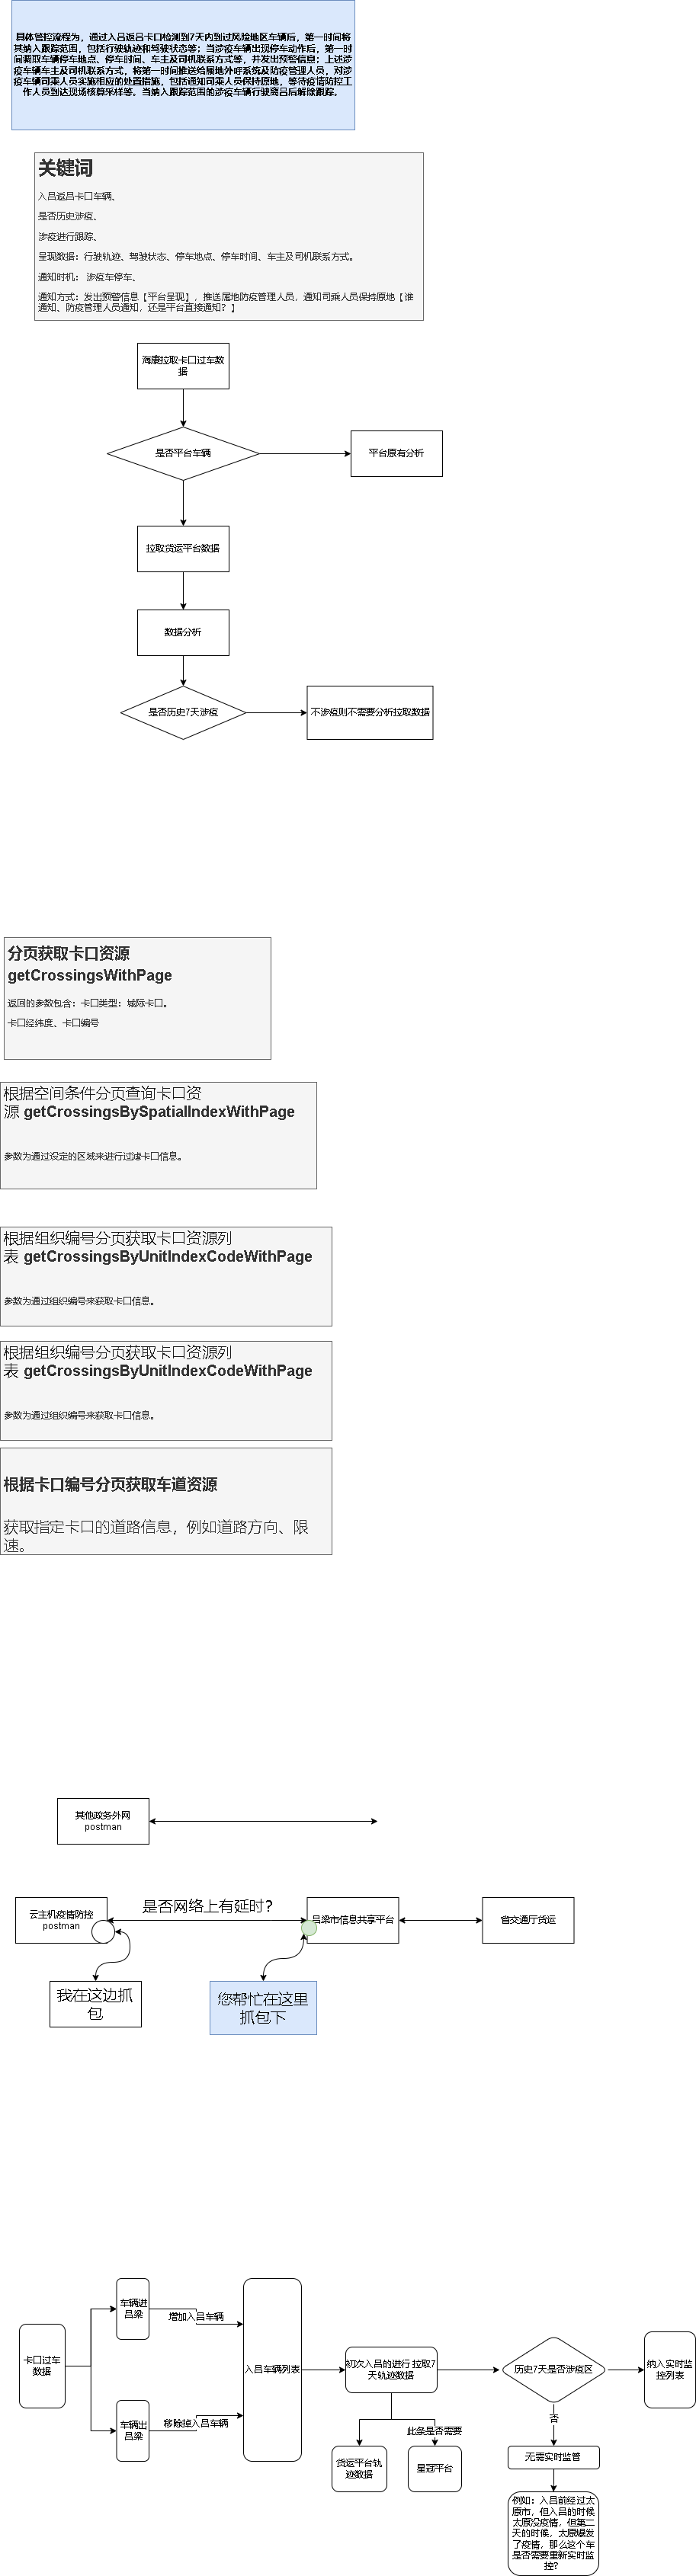 具体管控流程为，通过入吕返吕卡口检测到7天内到过风险地区车辆后，第一时间将
其纳入跟踪范围，包括行驶轨迹和驾驶状态等；当涉疫车辆出现停车动作后，第一时
间调取车辆停车地点、停车时间、车主及司机联系方式等，并发出预警信息；上述涉
疫车辆车主及司机联系方式，将第一时间推送给属地外呼系统及防疫管理人员，对涉
疫车辆司乘人员实施相应的处置措施，包括通知司乘人员保持原地，等待疫情防控工
作人员到达现场核算采样等。当纳入跟踪范围的涉疫车辆行驶离吕后解除跟踪。
关键词
入吕返吕卡口车辆、
是否历史涉疫、
涉疫进行跟踪、
呈现数据：行驶轨迹、驾驶状态、停车地点、停车时间、车主及司机联系方式。
通知时机： 涉疫车停车、
通知方式：发出预警信息【平台呈现】，推送属地防疫管理人员，通知司乘人员保持原地【谁
通知、防疫管理人员通知，还是平台直接通知？】
海康拉取卡口过车数
据
是否平台车辆
平台原有分析
拉取货运平台数据
数据分析
是否历史7天涉疫
不涉疫则不需要分析拉取数据
分页获取卡口资源
getCrossingsWithPage
返回的参数包含：卡口类型：城际卡口。
卡口经纬度、卡口编号
根据空间条件分页查询卡口资
源 getCrossingsBySpatialIndexWithPage
参数为通过设定的区域来进行过滤卡口信息。
根据组织编号分页获取卡口资源列
表 getCrossingsByUnitIndexCodeWithPage
参数为通过组织编号来获取卡口信息。
根据组织编号分页获取卡口资源列
表 getCrossingsByUnitIndexCodeWithPage
参数为通过组织编号来获取卡口信息。
根据卡口编号分页获取车道资源
获取指定卡口的道路信息，例如道路方向、限
速。
其他政务外网
postman
云主机疫情防控
postman
是否网络上有延时？
吕梁市信息共享平台
省交通厅货运
我在这边抓
包
您帮忙在这里
抓包下
卡口过车
数据
车辆进
吕梁
增加入吕车辆
车辆出
吕梁
移除掉入吕车辆
入吕车辆列表
初次入吕的进行 拉取7
天轨迹数据
货运平台轨
迹数据
此条是否需要
星冠平台
历史7天是否涉疫区
纳入实时监
控列表
否
无需实时监管
例如：入吕前经过太
原市，但入吕的时候
太原没疫情，但第二
天的时候，太原爆发
了疫情，那么这个车
是否需要重新实时监
控？